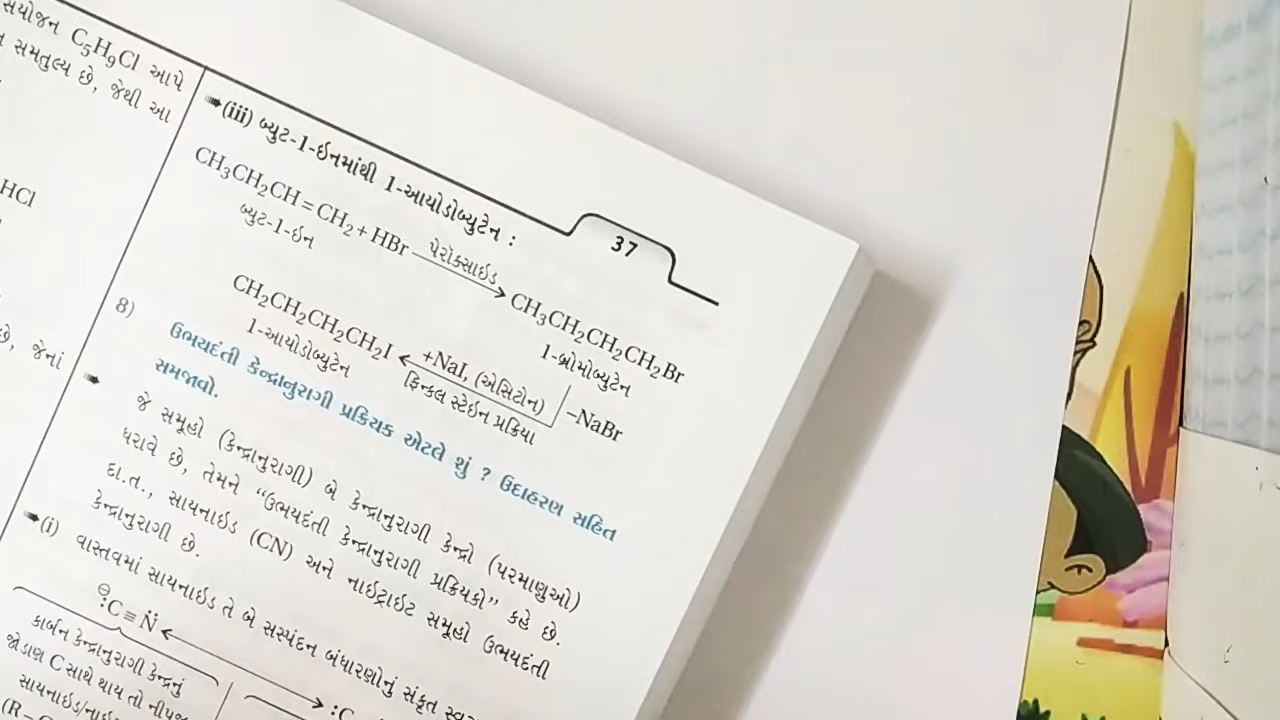 સંયોજન C₅H₉Cl આપે
સમતુલ્ય છે, જેથી આ
HCl
છે, જેનાં
37
➠(iii) બ્યુટ-1-ઈનમાંથી 1-આયોડોબ્યુટેન :
CH₃CH₂CH = CH₂ + HBr પેરૉક્સાઈડ CH₃CH₂CH₂CH₂Br
બ્યુટ-1-ઈન
1-બ્રોમોબ્યુટેન
CH₂CH₂CH₂CH₂I +NaI, (એસિટોન) –NaBr
1-આયોડોબ્યુટેન ફિન્કલ સ્ટેઈન પ્રક્રિયા
8) ઉભયદંતી કેન્દ્રાનુરાગી પ્રક્રિયક એટલે શું ? ઉદાહરણ સહિત
સમજાવો.
➠ જે સમૂહો (કેન્દ્રાનુરાગી) બે કેન્દ્રાનુરાગી કેન્દ્રો (પરમાણુઓ)
ધરાવે છે, તેમને “ઉભયદંતી કેન્દ્રાનુરાગી પ્રક્રિયકો” કહે છે.
દા.ત., સાયનાઈડ (CN) અને નાઈટ્રાઈટ સમૂહો ઉભયદંતી
કેન્દ્રાનુરાગી છે.
➠(i) વાસ્તવમાં સાયનાઈડ તે બે સસ્પંદન બંધારણોનું સંકૃત
⊖:C ≡ N̈ ⟷ :C
કાર્બન કેન્દ્રાનુરાગી કેન્દ્રનું
જોડાણ C સાથે થાય તો
સાયનાઈડ/
(R –